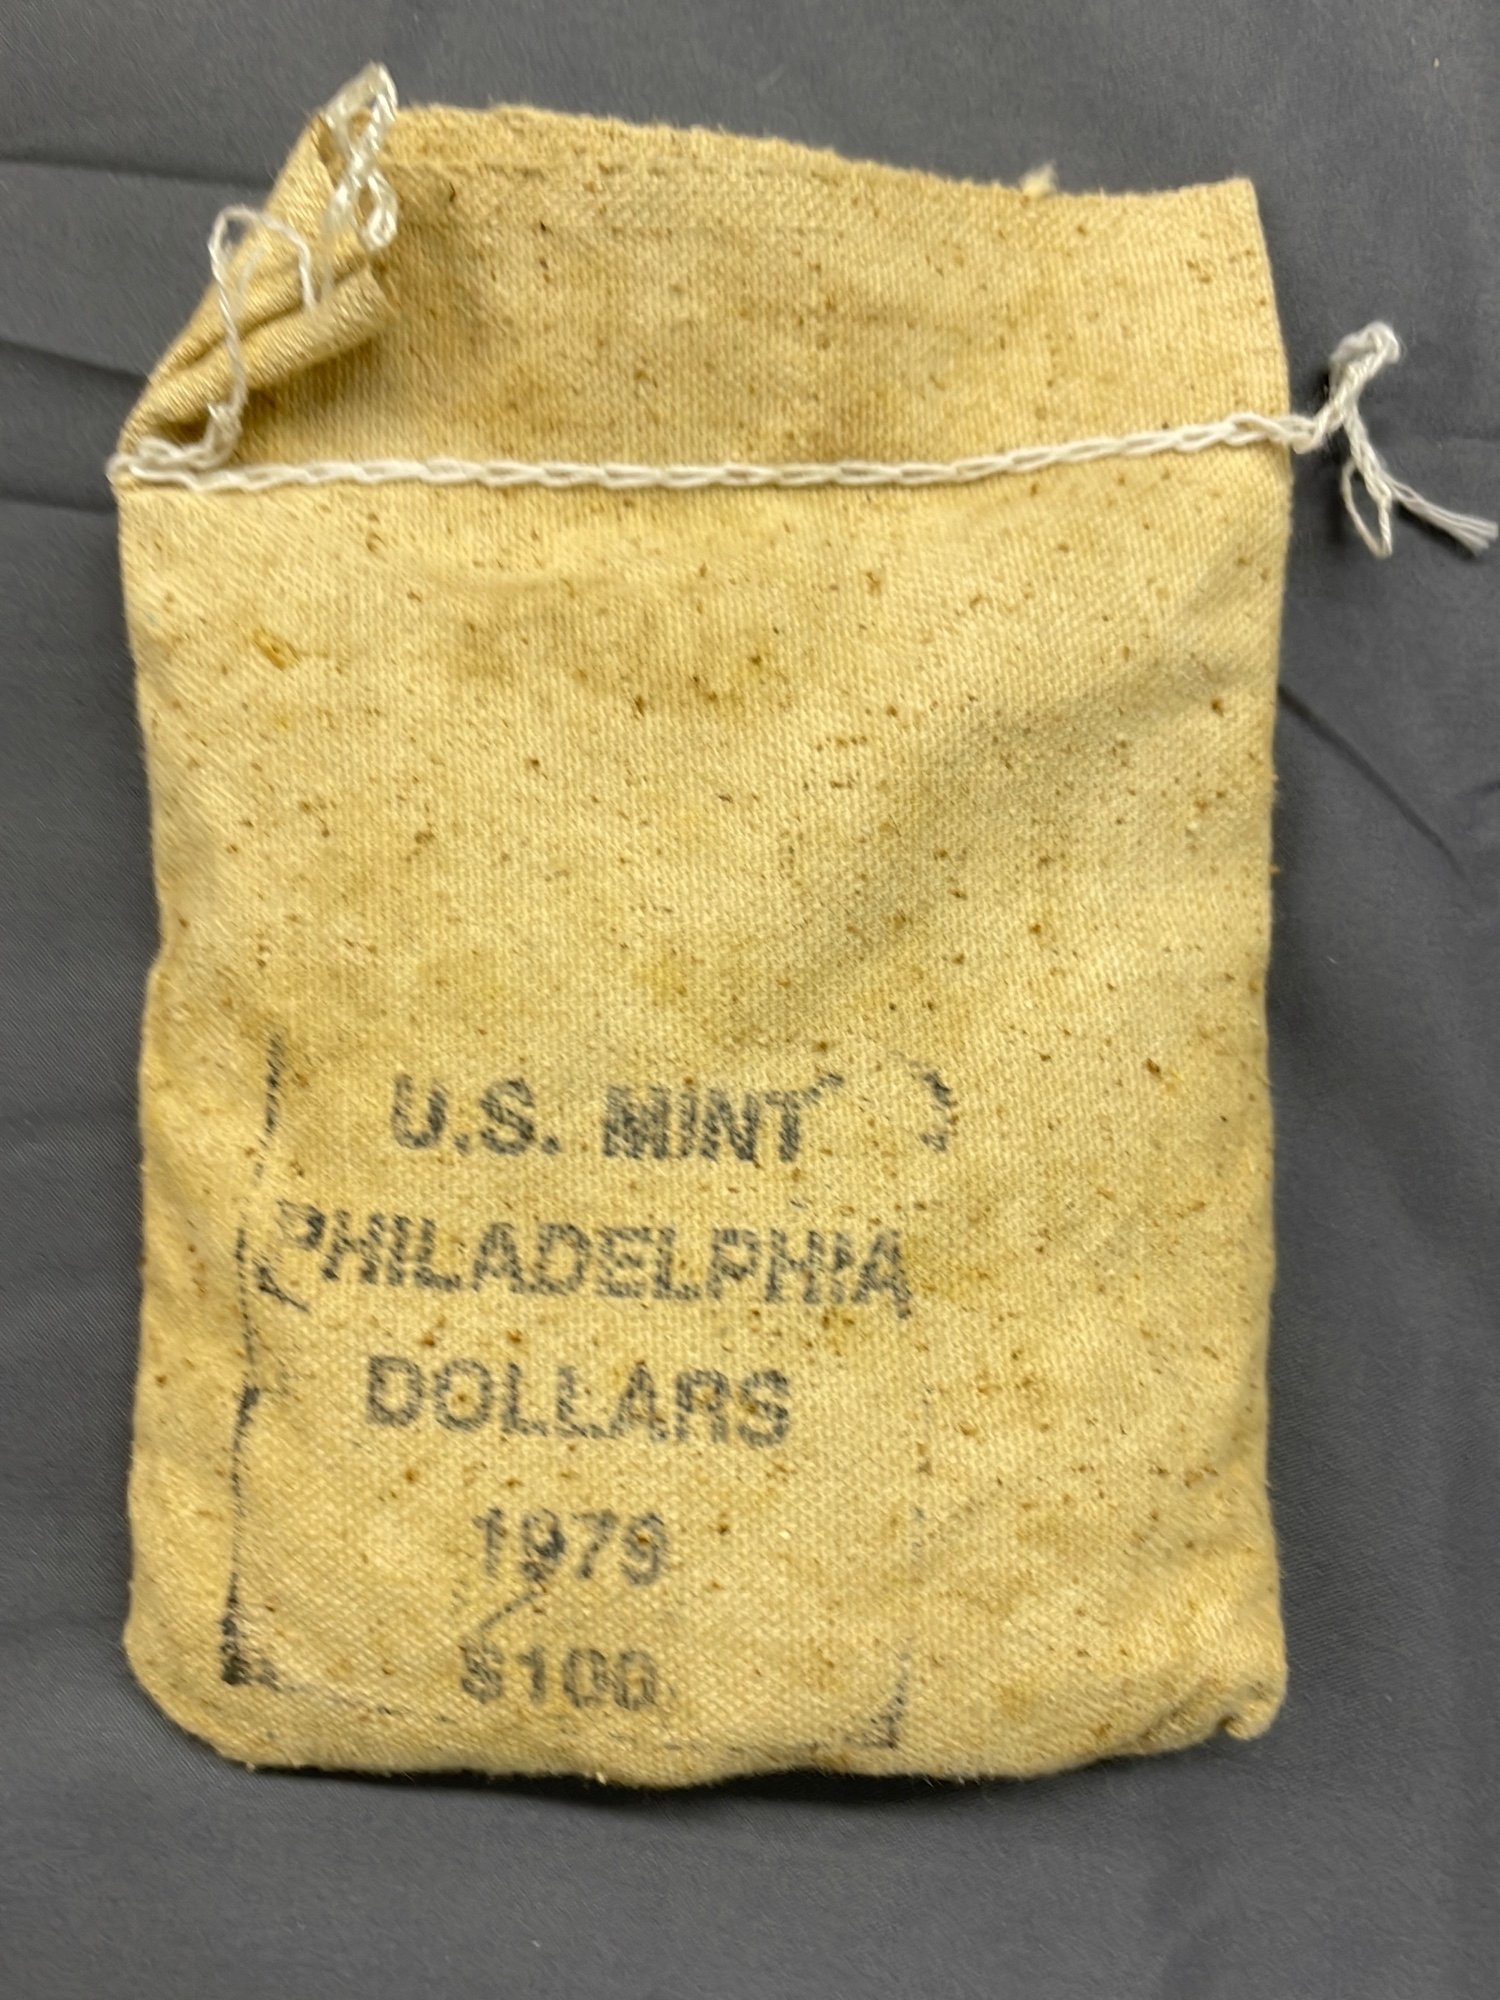 U.S. MINT
PHILADELPHIA
DOLLARS
1979
$100